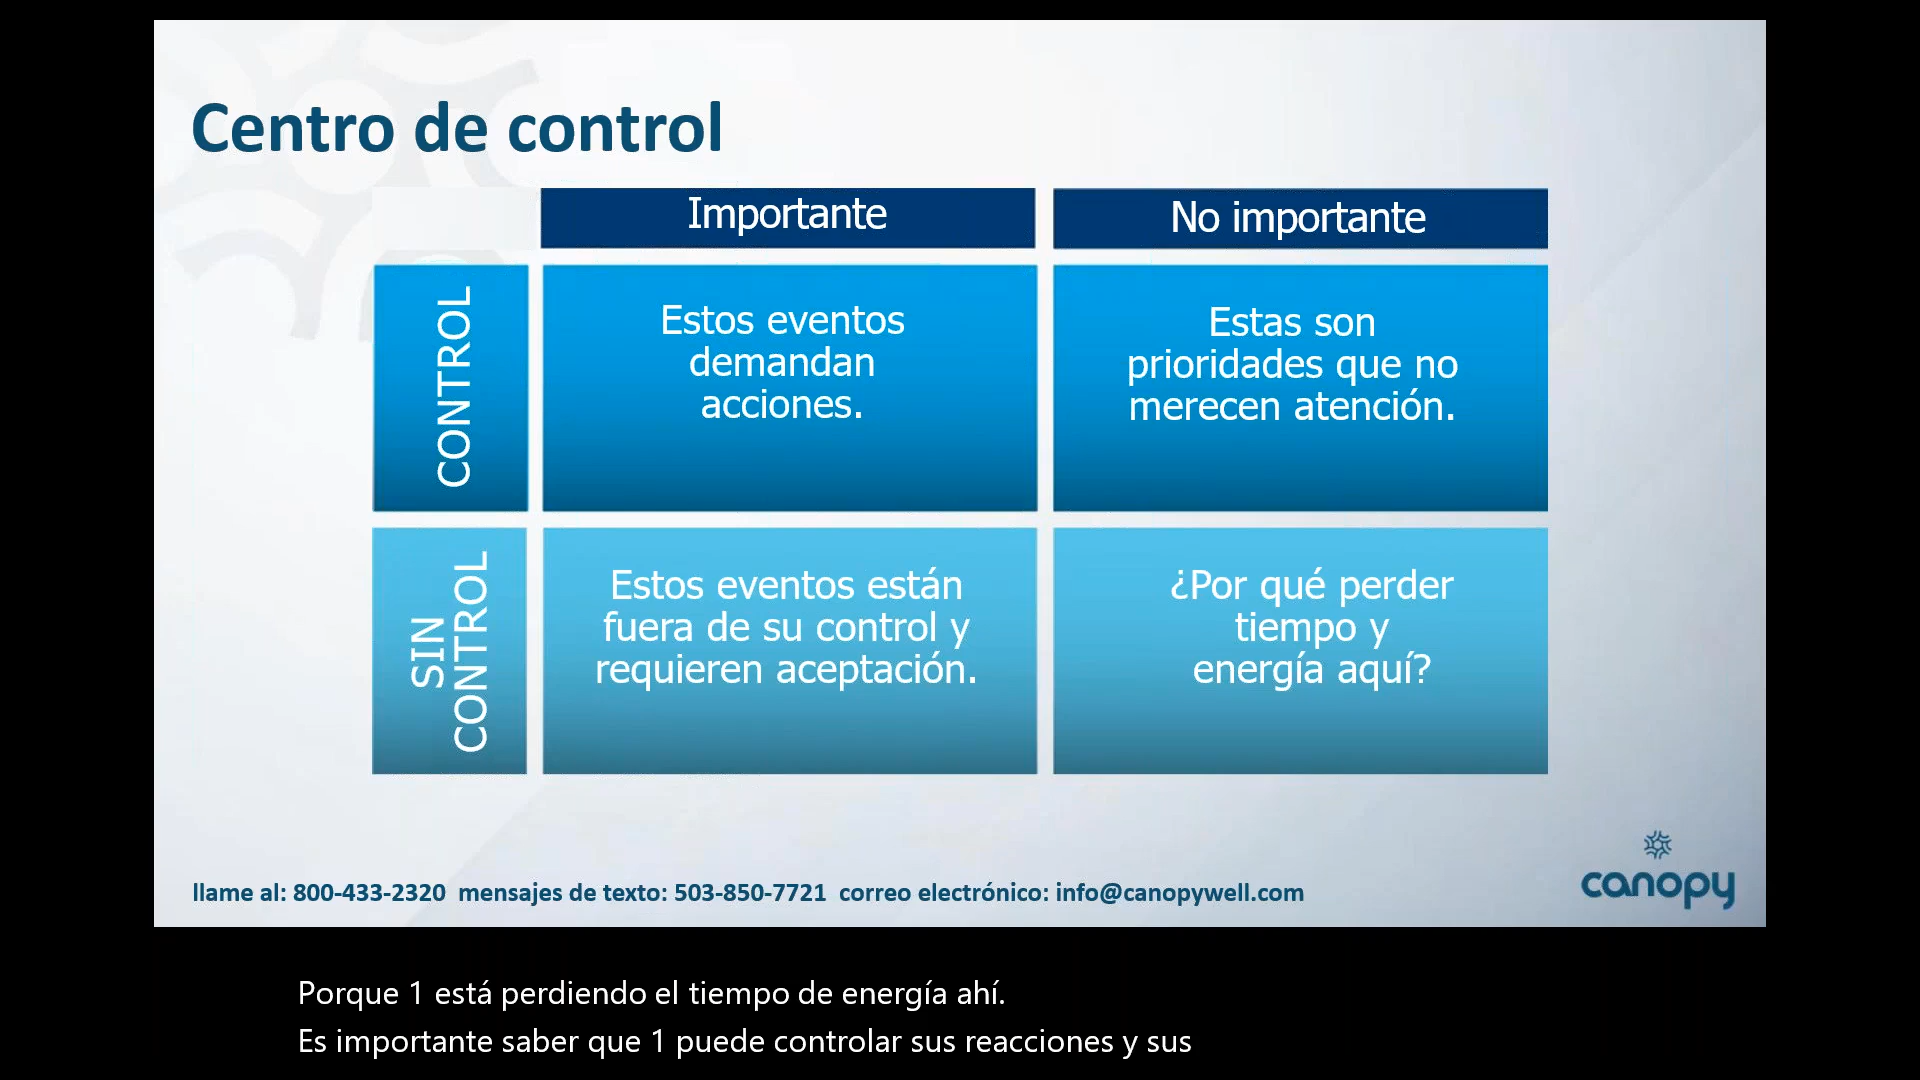 Centro de control
Importante
No importante
CONTROL
Estos eventos
demandan
acciones.
Estas son
prioridades que no
merecen atención.
SIN
CONTROL
Estos eventos están
fuera de su control y
requieren aceptación.
¿Por qué perder
tiempo y
energía aquí?
llame al: 800-433-2320 mensajes de texto: 503-850-7721 correo electrónico: info@canopywell.com
canopy
Porque 1 está perdiendo el tiempo de energía ahí.
Es importante saber que 1 puede controlar sus reacciones y sus